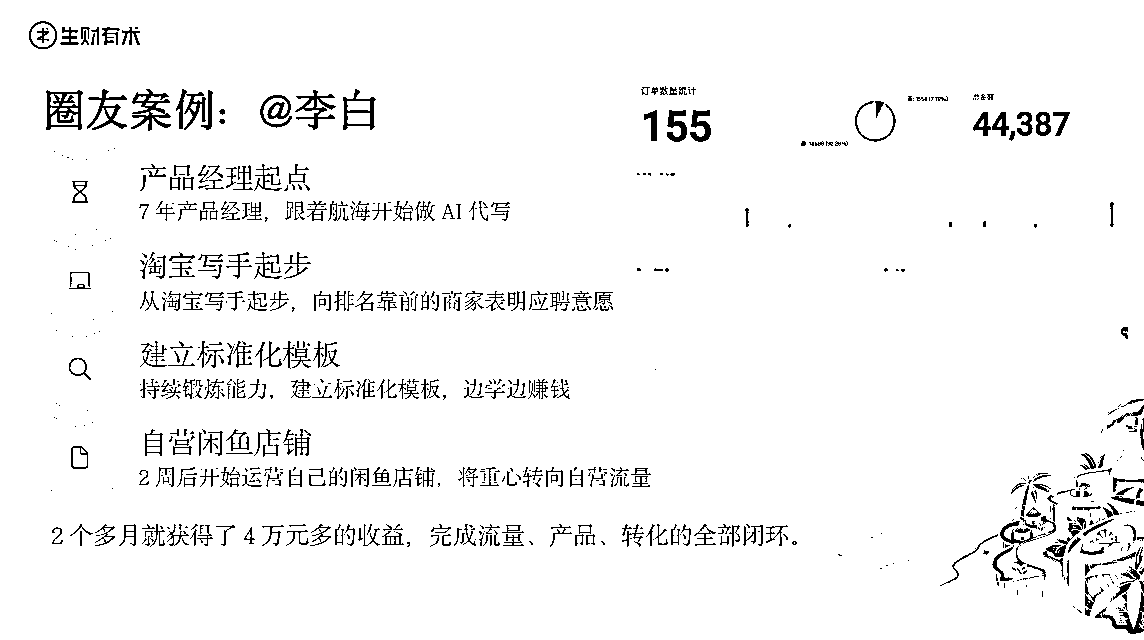 生财有术
圈友案例：@李白
订单数量统计
155
总金额
44,387
产品经理起点
7 年产品经理，跟着航海开始做 AI 代写
淘宝写手起步
从淘宝写手起步，向排名靠前的商家表明应聘意愿
建立标准化模板
持续锻炼能力，建立标准化模板，边学边赚钱
自营闲鱼店铺
2 周后开始运营自己的闲鱼店铺，将重心转向自营流量
2 个多月就获得了 4 万元多的收益，完成流量、产品、转化的全部闭环。